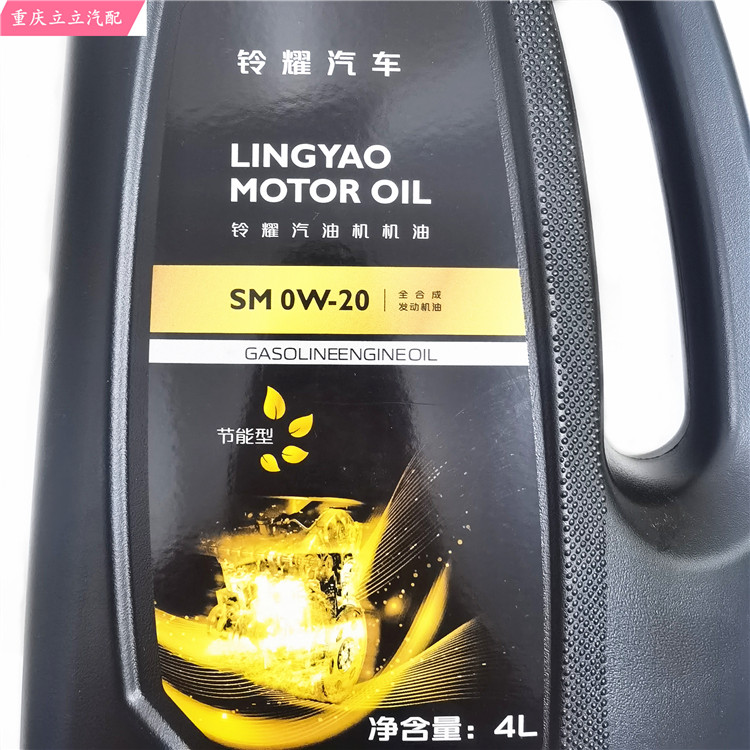 重庆立立汽配
铃耀汽车
LINGYAO
MOTOR OIL
铃耀汽油机机油
SM 0W-20
全合成
发动机油
GASOLINEENGINEOIL
节能型
净含量：4L